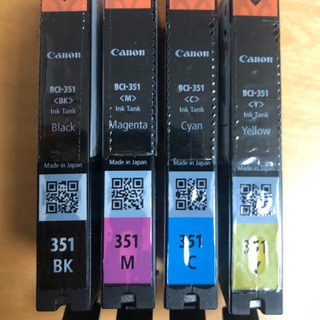 Canon
BCI-351
<BK>
Ink Tank
Black
Made in Japan
351
BK
Canon
BCI-351
<M>
Ink Tank
Magenta
Made in Japan
351
M
Canon
BCI-351
<C>
Ink Tank
Cyan
Made in Japan
351
C
Canon
BCI-351
<Y>
Ink Tank
Yellow
Made in Japan
351